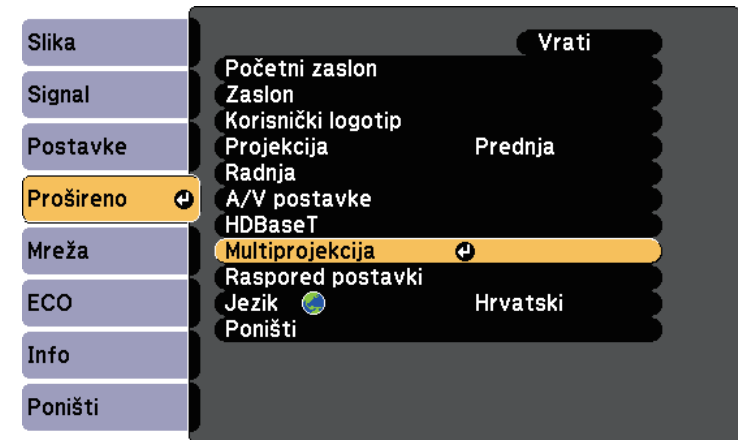 Slika
Signal
Postavke
Prošireno
Mreža
ECO
Info
Poništi
Vrati
Početni zaslon
Zaslon
Korisnički logotip
Projekcija Prednja
Radnja
A/V postavke
HDBaseT
Multiprojekcija
Raspored postavki
Jezik Hrvatski
Poništi